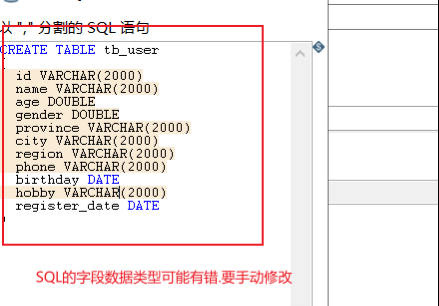 以 ";" 分割的 SQL 语句
CREATE TABLE tb_user
(
id VARCHAR(2000)
name VARCHAR(2000)
age DOUBLE
gender DOUBLE
province VARCHAR(2000)
city VARCHAR(2000)
region VARCHAR(2000)
phone VARCHAR(2000)
birthday DATE
hobby VARCHAR(2000)
register_date DATE
SQL的字段数据类型可能有错.要手动修改